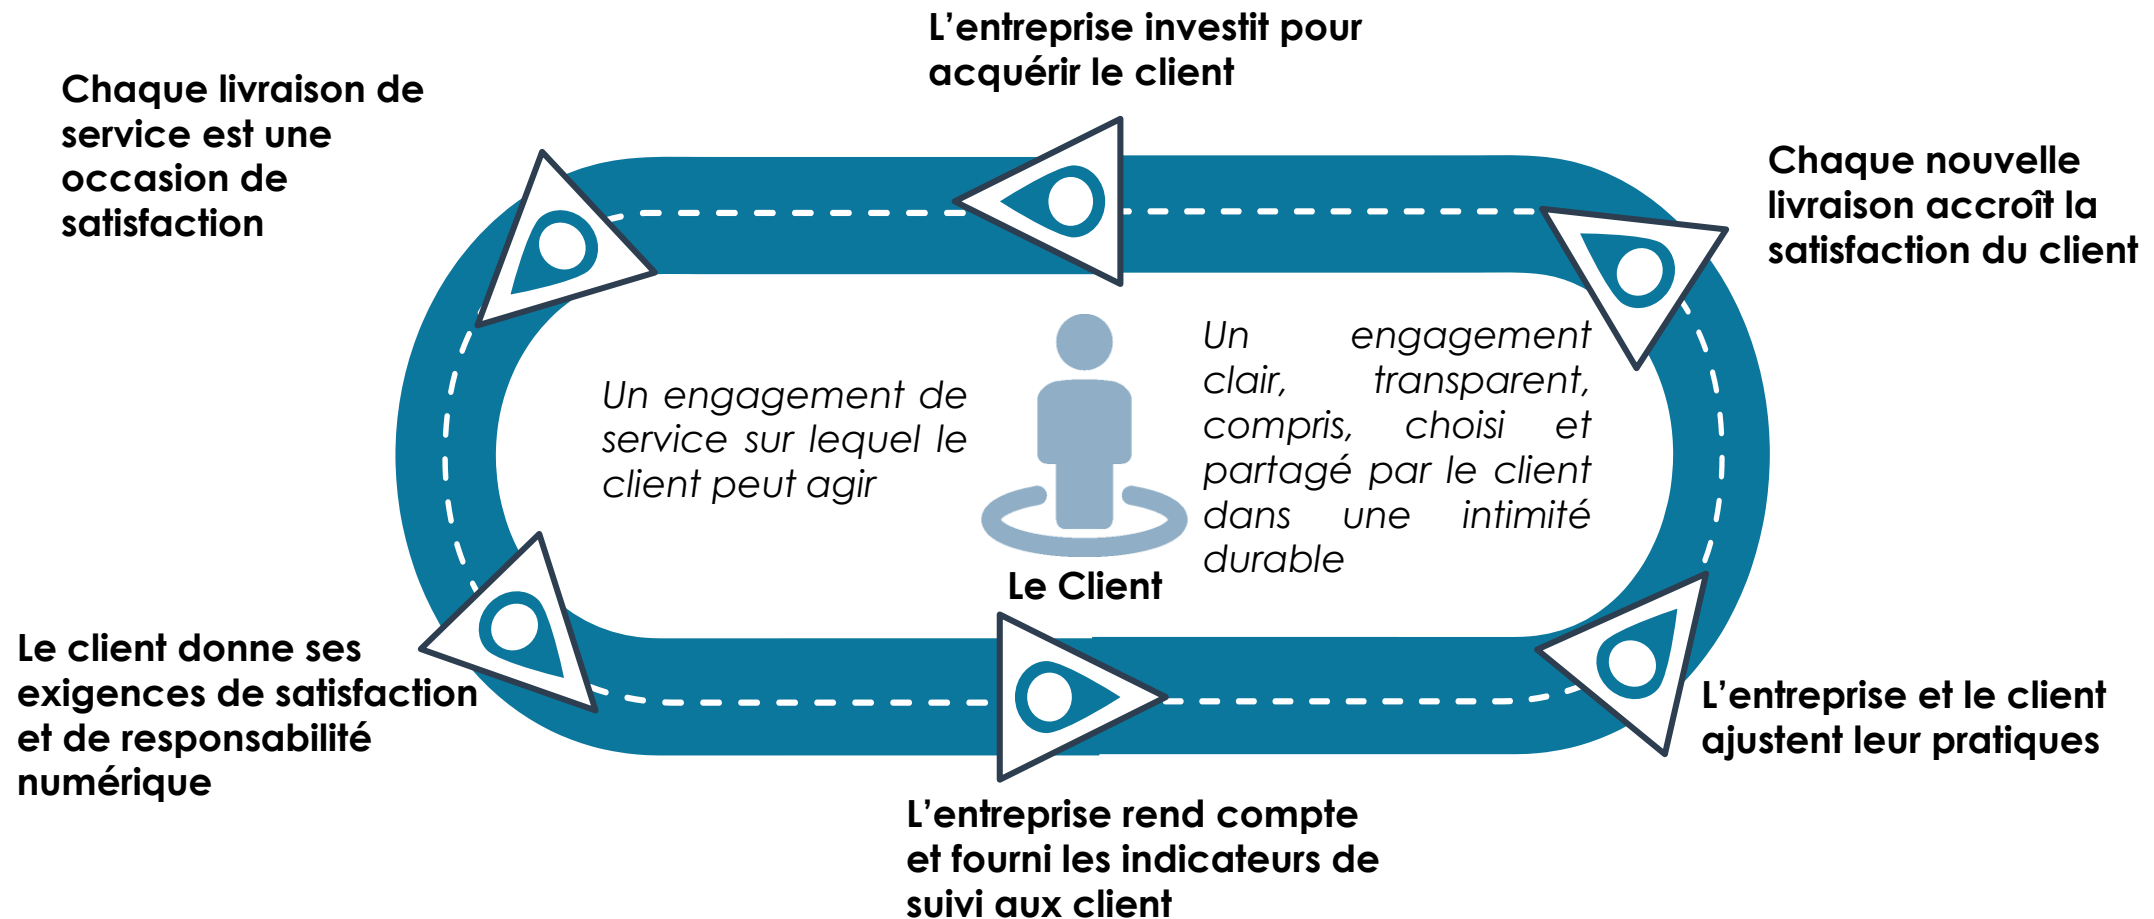 L'entreprise investit pour
acquérir le client
Chaque livraison de
service est une
occasion de
satisfaction
Chaque nouvelle
livraison accroît la
satisfaction du client
Un engagement de
service sur lequel le
client peut agir
Un engagement
clair, transparent,
compris, choisi et
partagé par le client
dans une intimité
durable
Le Client
Le client donne ses
exigences de satisfaction
et de responsabilité
numérique
L'entreprise et le client
ajustent leur pratiques
L'entreprise rend compte
et fourni les indicateurs de
suivi aux client